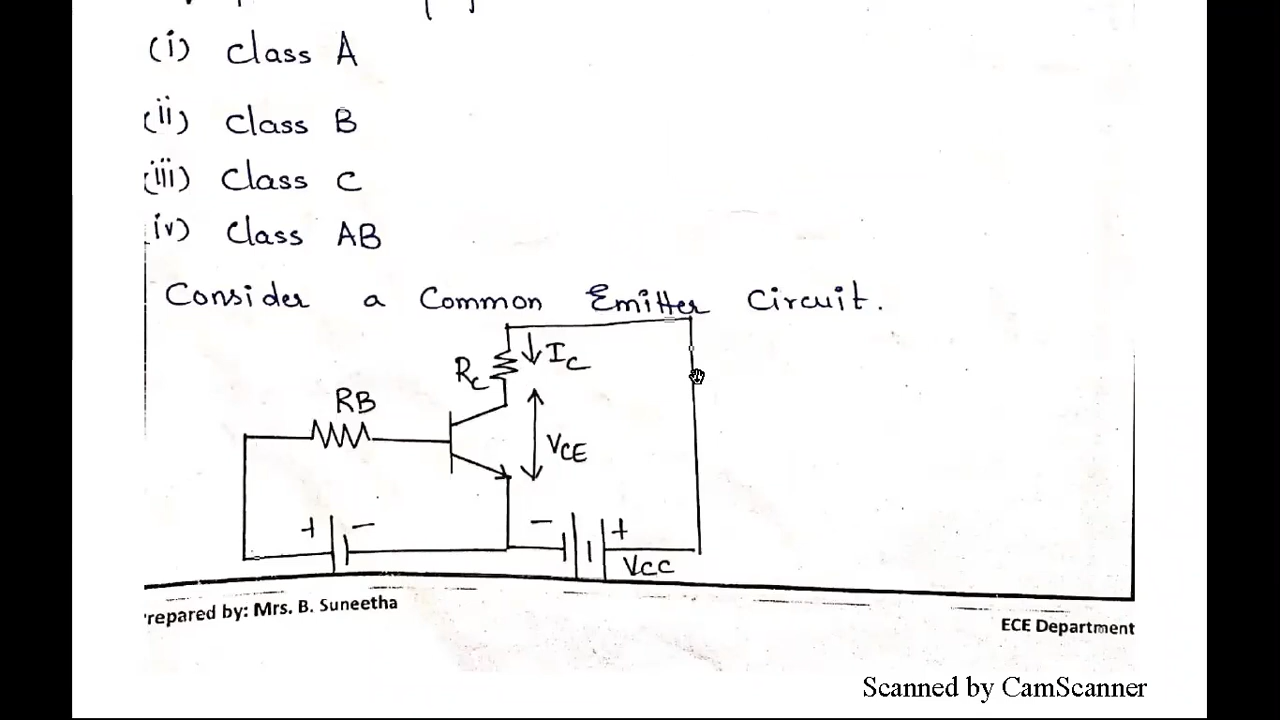 (i) Class A
(ii) Class B
(iii) Class C
iv) Class AB
Consider a Common Emitter Circuit.
RC
IC
RB
VCE
+ −
− +
VCC
repared by: Mrs. B. Suneetha
ECE Department
Scanned by CamScanner